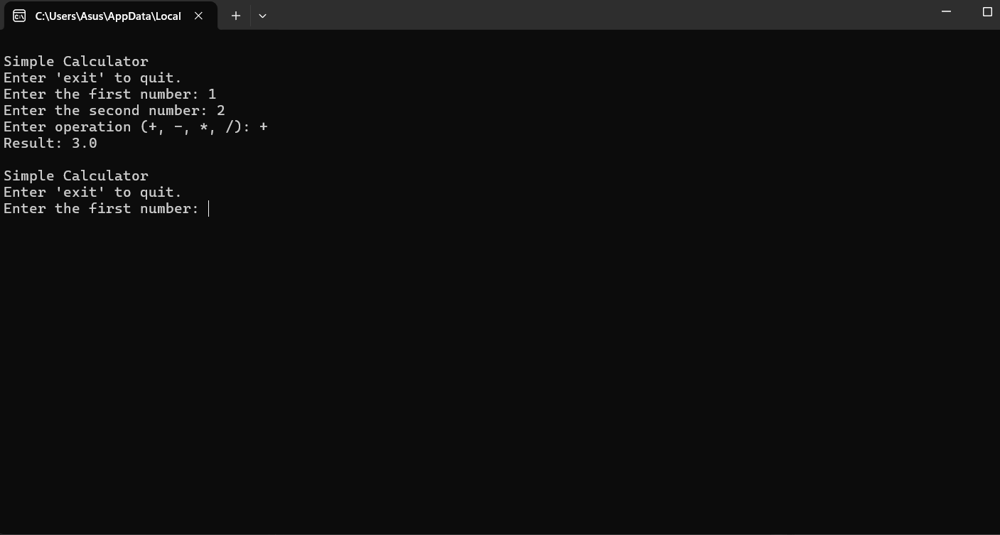 C:\Users\Asus\AppData\Local
Simple Calculator
Enter 'exit' to quit.
Enter the first number: 1
Enter the second number: 2
Enter operation (+, -, *, /): +
Result: 3.0
Simple Calculator
Enter 'exit' to quit.
Enter the first number: